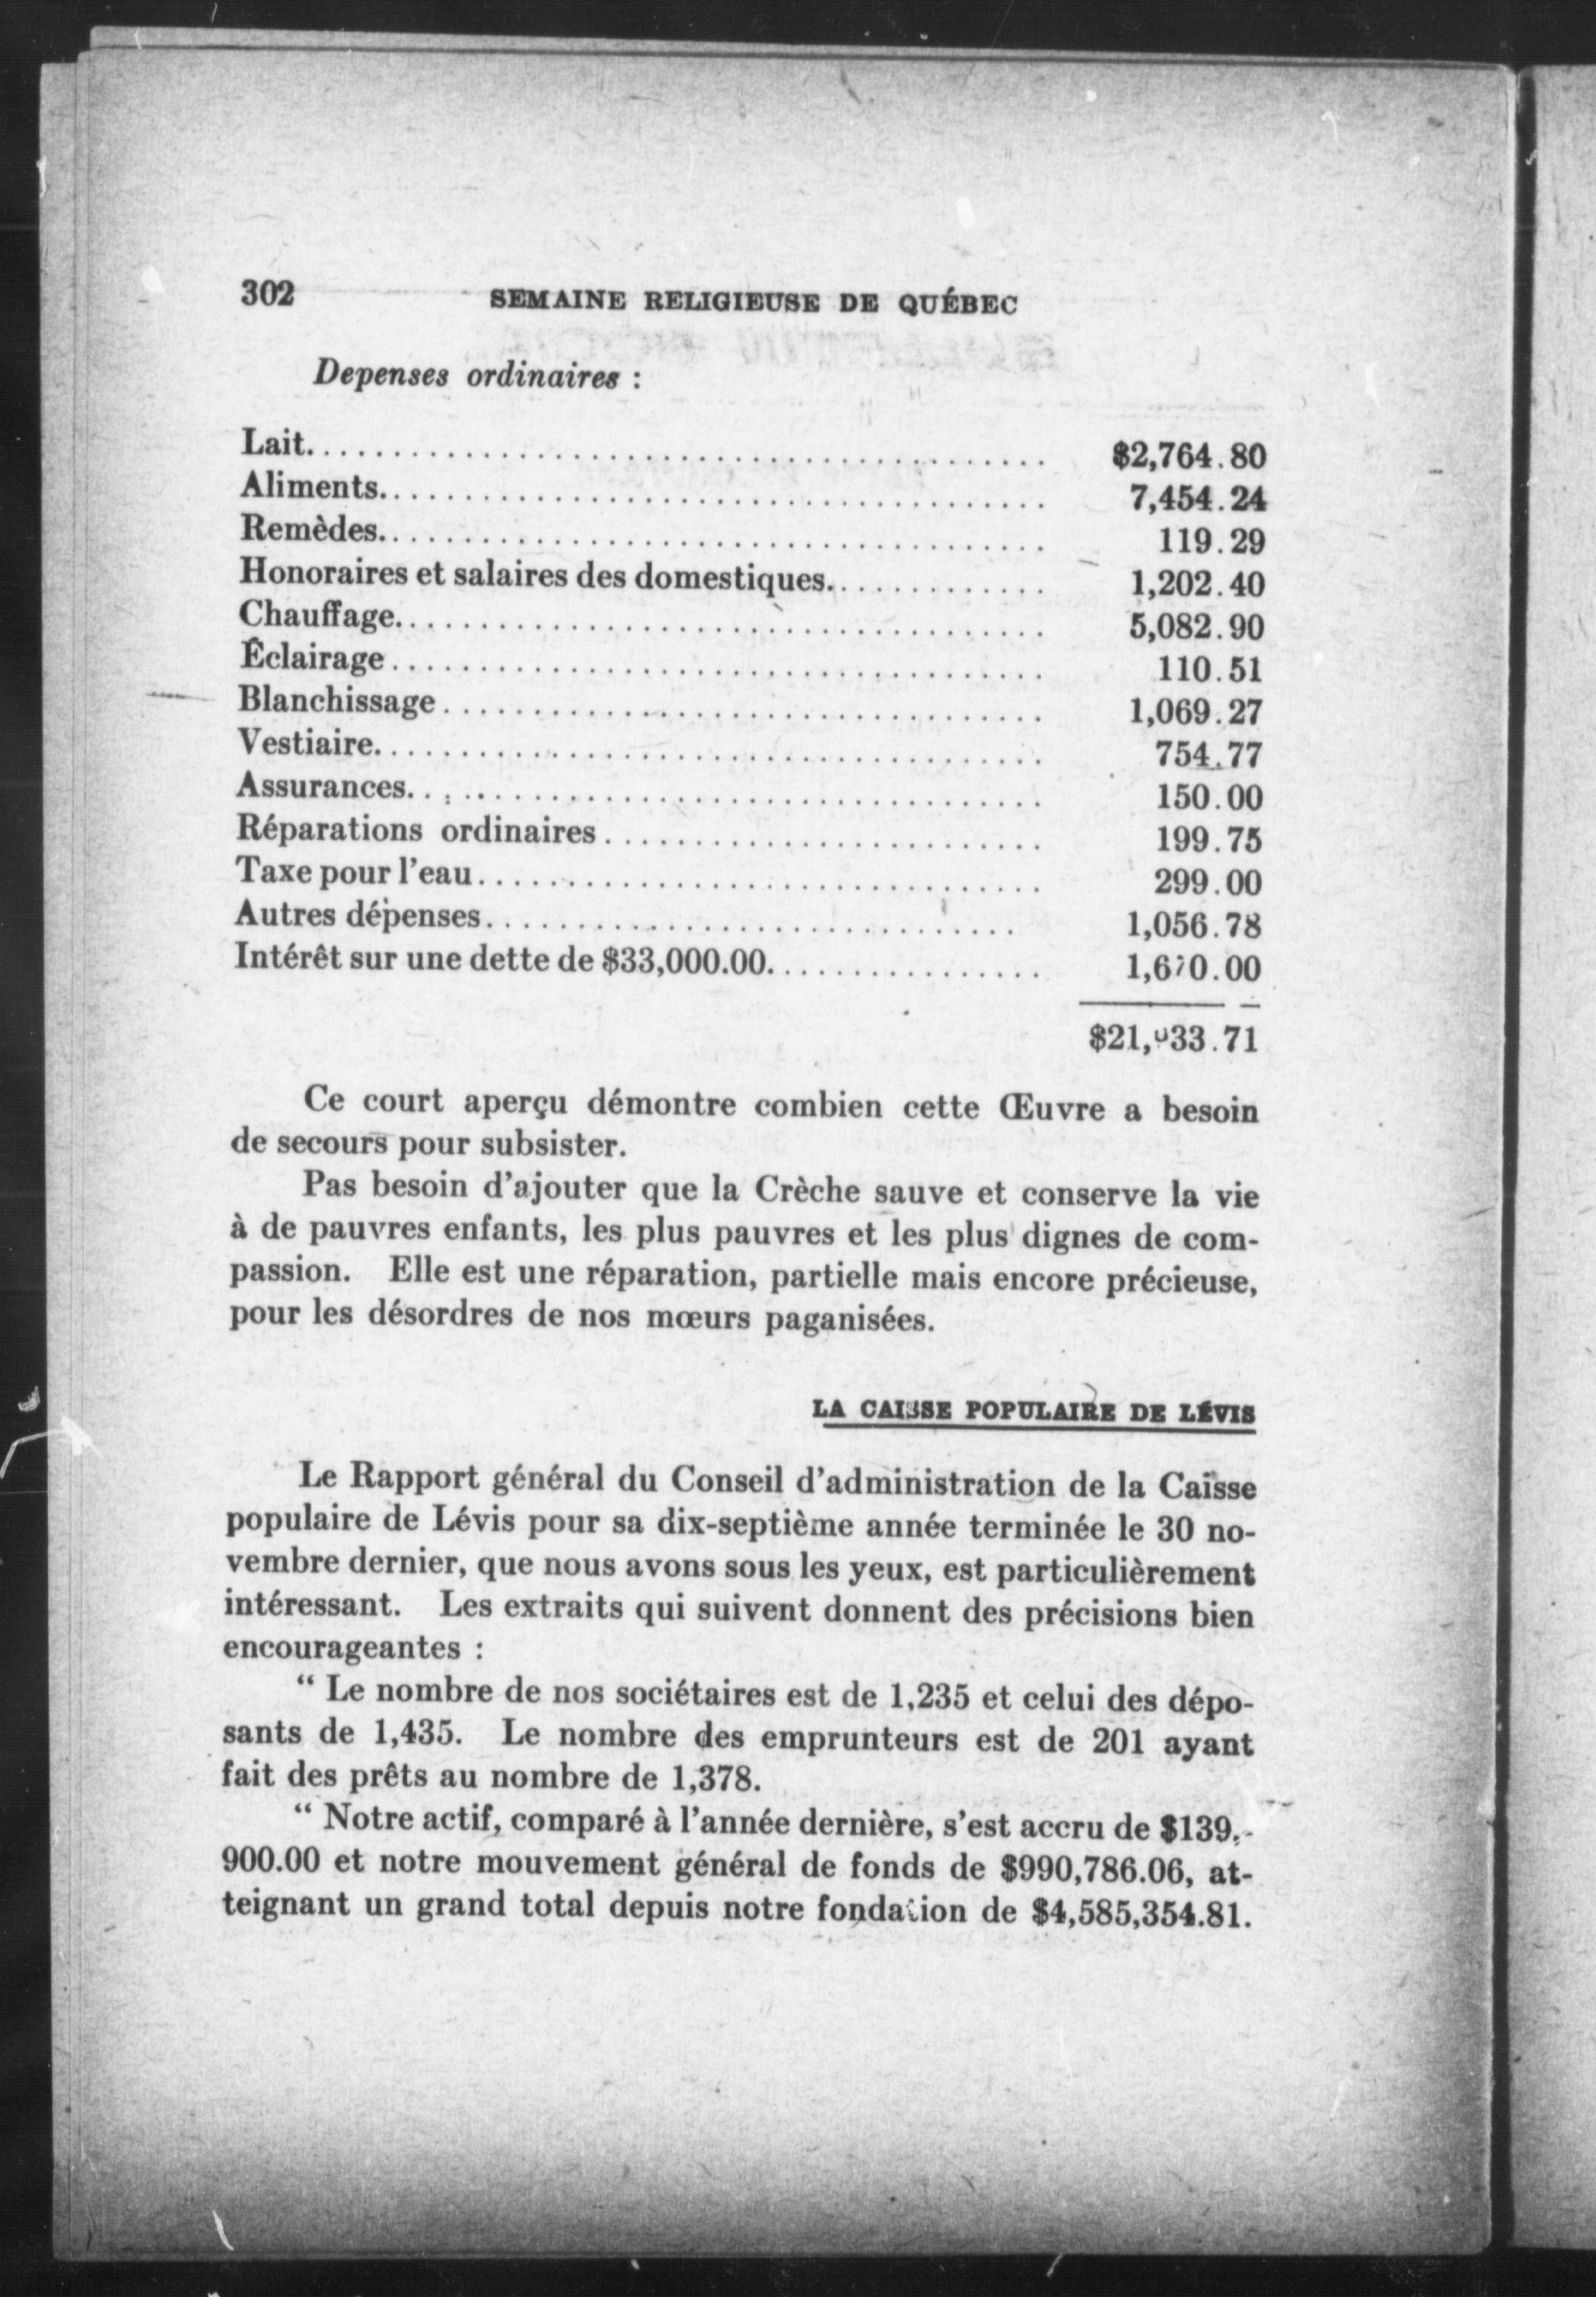 302 SEMAINE RELIGIEUSE DE QUÉBEC
Depenses ordinaires :
Lait. . . . . . . . . . $2,764.80
Aliments. . . . . . . . . . 7,454.24
Remèdes. . . . . . . . . . 119.29
Honoraires et salaires des domestiques. . . . . . . . . . 1,202.40
Chauffage. . . . . . . . . . 5,082.90
Éclairage . . . . . . . . . . 110.51
Blanchissage . . . . . . . . . . 1,069.27
Vestiaire. . . . . . . . . . 754.77
Assurances. . . . . . . . . . 150.00
Réparations ordinaires . . . . . . . . . . 199.75
Taxe pour l'eau . . . . . . . . . . 299.00
Autres dépenses. . . . . . . . . . 1,056.78
Intérêt sur une dette de $33,000.00. . . . . . . . . . 1,670.00
$21,933.71
Ce court aperçu démontre combien cette Œuvre a besoin
de secours pour subsister.
Pas besoin d'ajouter que la Crèche sauve et conserve la vie
à de pauvres enfants, les plus pauvres et les plus dignes de com-
passion. Elle est une réparation, partielle mais encore précieuse,
pour les désordres de nos mœurs paganisées.
LA CAISSE POPULAIRE DE LÉVIS
Le Rapport général du Conseil d'administration de la Caisse
populaire de Lévis pour sa dix-septième année terminée le 30 no-
vembre dernier, que nous avons sous les yeux, est particulièrement
intéressant. Les extraits qui suivent donnent des précisions bien
encourageantes :
“ Le nombre de nos sociétaires est de 1,235 et celui des dépo-
sants de 1,435. Le nombre des emprunteurs est de 201 ayant
fait des prêts au nombre de 1,378.
“ Notre actif, comparé à l'année dernière, s'est accru de $139,-
900.00 et notre mouvement général de fonds de $990,786.06, at-
teignant un grand total depuis notre fondation de $4,585,354.81.